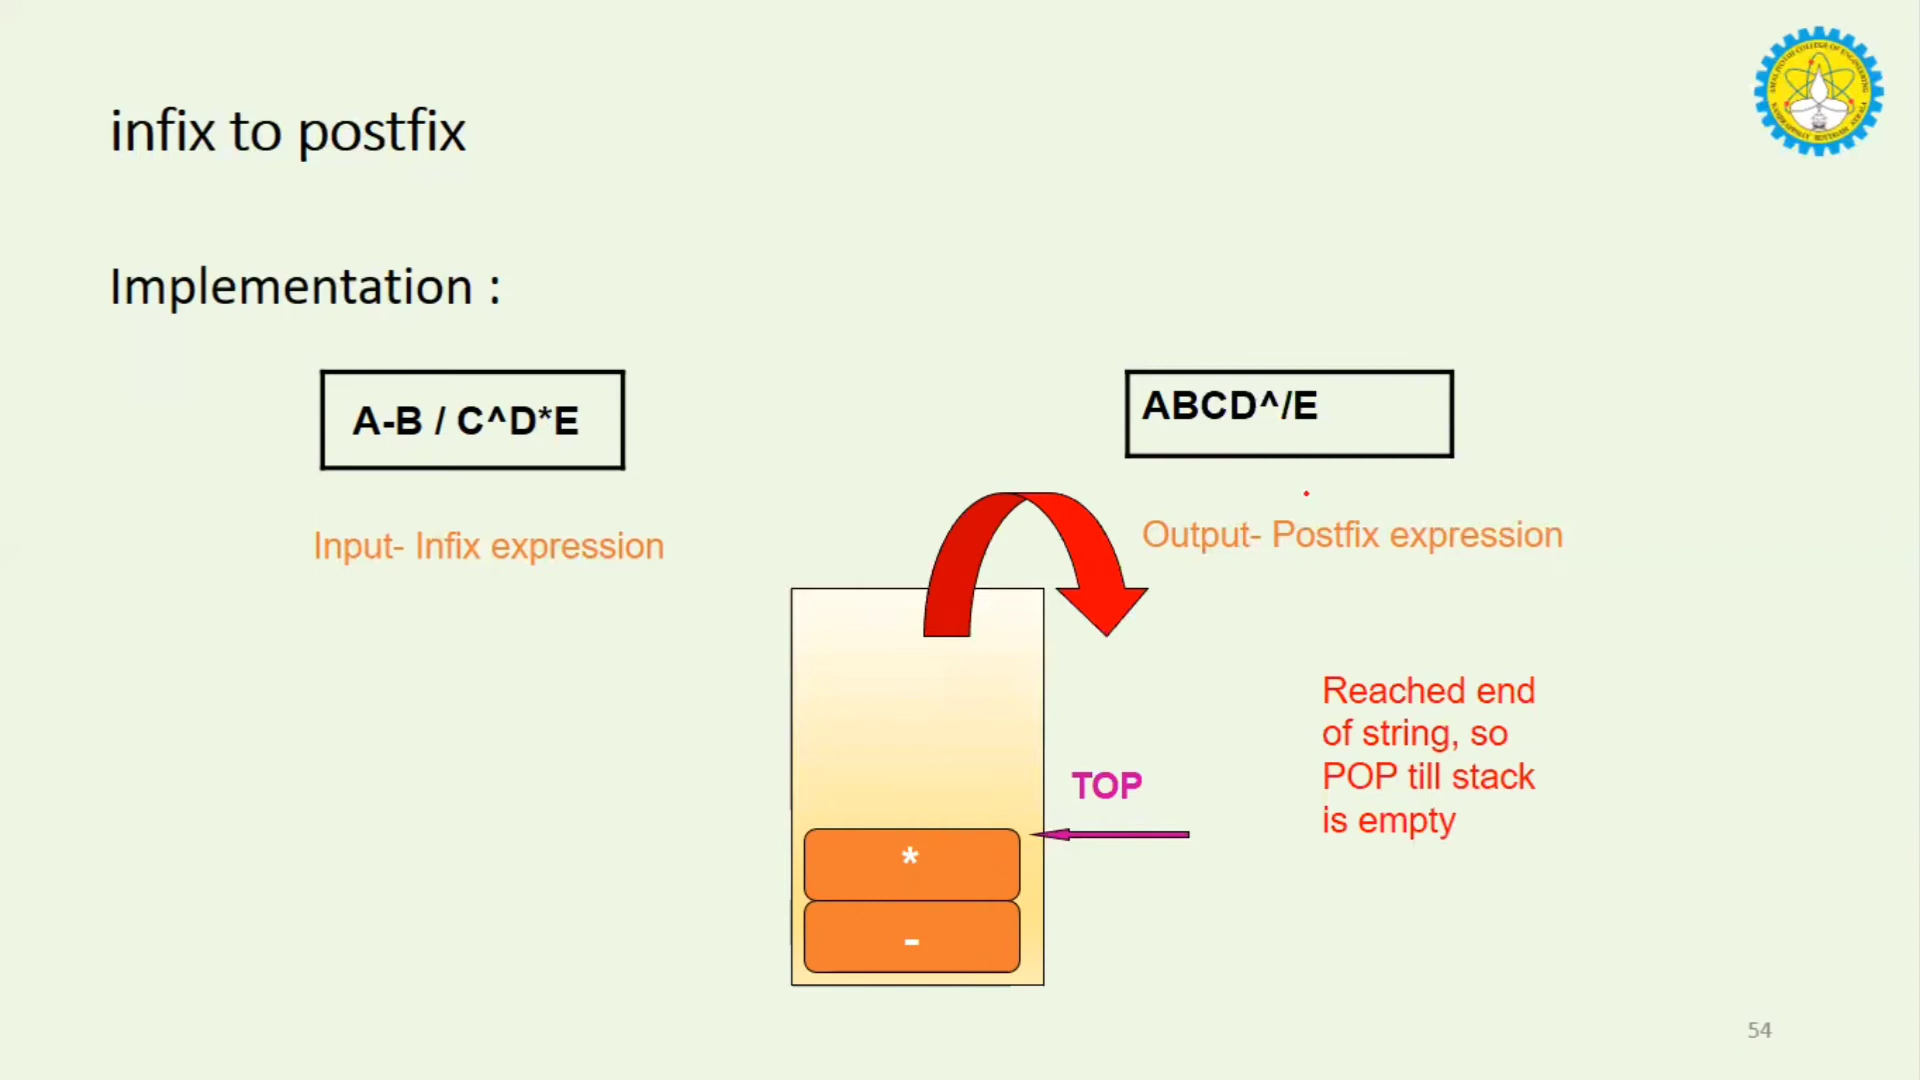 infix to postfix
Implementation :
A-B / C^D*E
ABCD^/E
Input- Infix expression
Output- Postfix expression
Reached end
of string, so
POP till stack
is empty
TOP
*
-
54